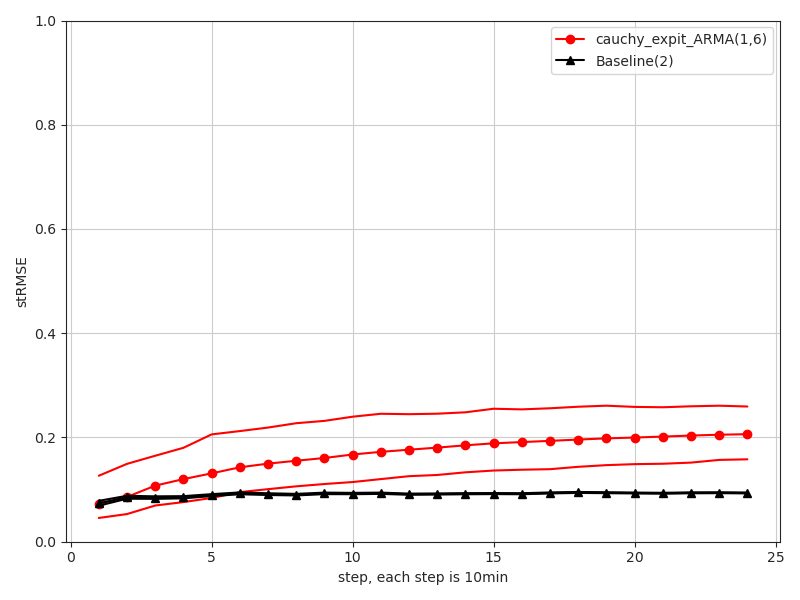 cauchy_expit_ARMA(1,6)
Baseline(2)
1.0
0.8
0.6
0.4
0.2
0.0
stRMSE
0 5 10 15 20 25
step, each step is 10min